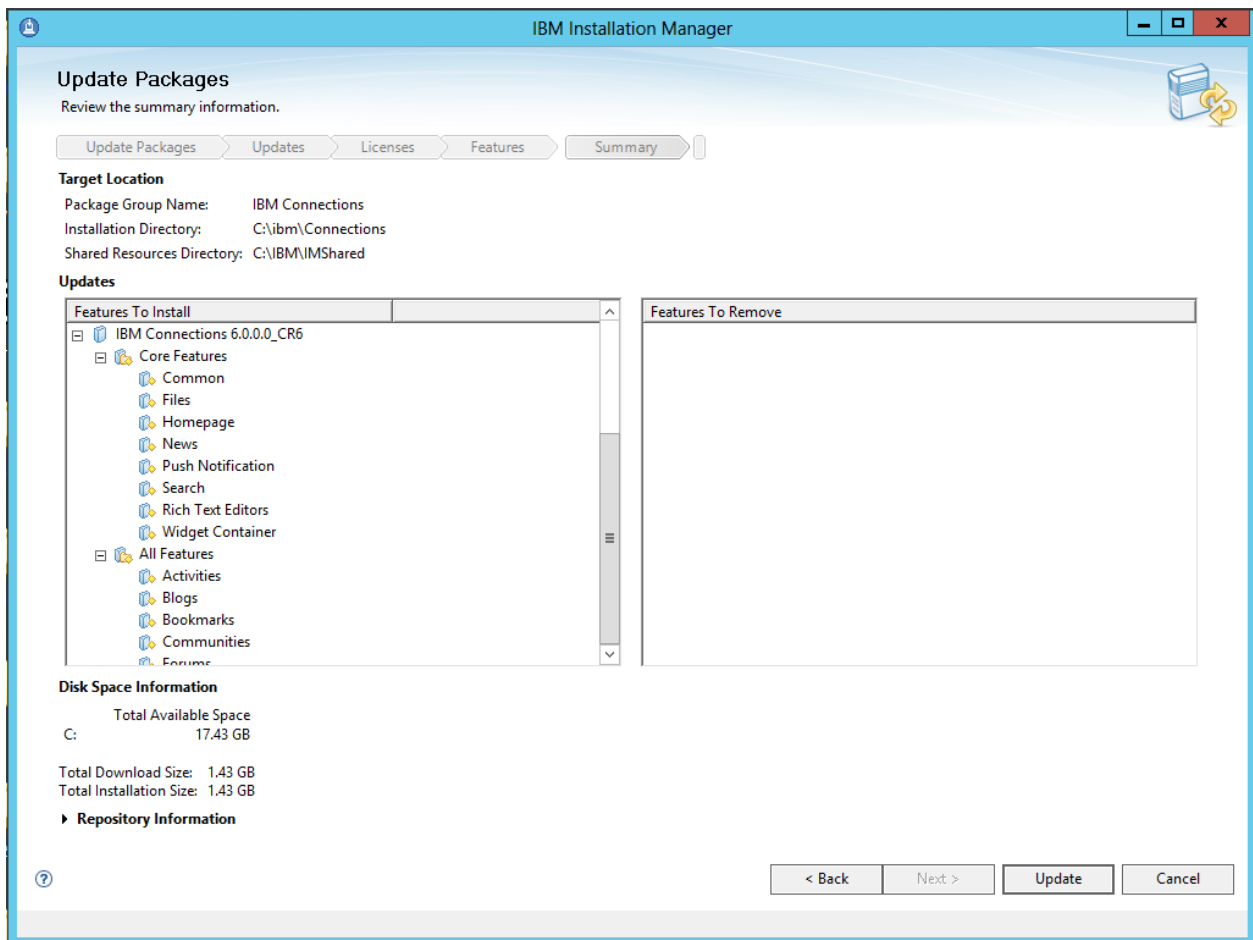 IBM Installation Manager
Update Packages
Review the summary information.
Update Packages Updates Licenses Features Summary
Target Location
Package Group Name: IBM Connections
Installation Directory: C:\ibm\Connections
Shared Resources Directory: C:\IBM\IMShared
Updates
Features To Install Features To Remove
IBM Connections 6.0.0.0_CR6
Core Features
Common
Files
Homepage
News
Push Notification
Search
Rich Text Editors
Widget Container
All Features
Activities
Blogs
Bookmarks
Communities
Forums
Disk Space Information
Total Available Space
C: 17.43 GB
Total Download Size: 1.43 GB
Total Installation Size: 1.43 GB
Repository Information
< Back Next > Update Cancel